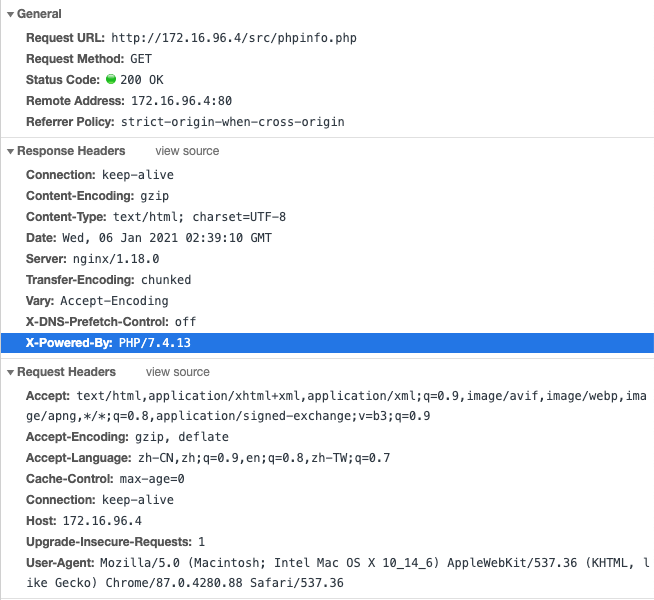 General
Request URL: http://172.16.96.4/src/phpinfo.php
Request Method: GET
Status Code: 200 OK
Remote Address: 172.16.96.4:80
Referrer Policy: strict-origin-when-cross-origin
Response Headers view source
Connection: keep-alive
Content-Encoding: gzip
Content-Type: text/html; charset=UTF-8
Date: Wed, 06 Jan 2021 02:39:10 GMT
Server: nginx/1.18.0
Transfer-Encoding: chunked
Vary: Accept-Encoding
X-DNS-Prefetch-Control: off
X-Powered-By: PHP/7.4.13
Request Headers view source
Accept: text/html,application/xhtml+xml,application/xml;q=0.9,image/avif,image/webp,ima
ge/apng,*/*;q=0.8,application/signed-exchange;v=b3;q=0.9
Accept-Encoding: gzip, deflate
Accept-Language: zh-CN,zh;q=0.9,en;q=0.8,zh-TW;q=0.7
Cache-Control: max-age=0
Connection: keep-alive
Host: 172.16.96.4
Upgrade-Insecure-Requests: 1
User-Agent: Mozilla/5.0 (Macintosh; Intel Mac OS X 10_14_6) AppleWebKit/537.36 (KHTML, l
ike Gecko) Chrome/87.0.4280.88 Safari/537.36